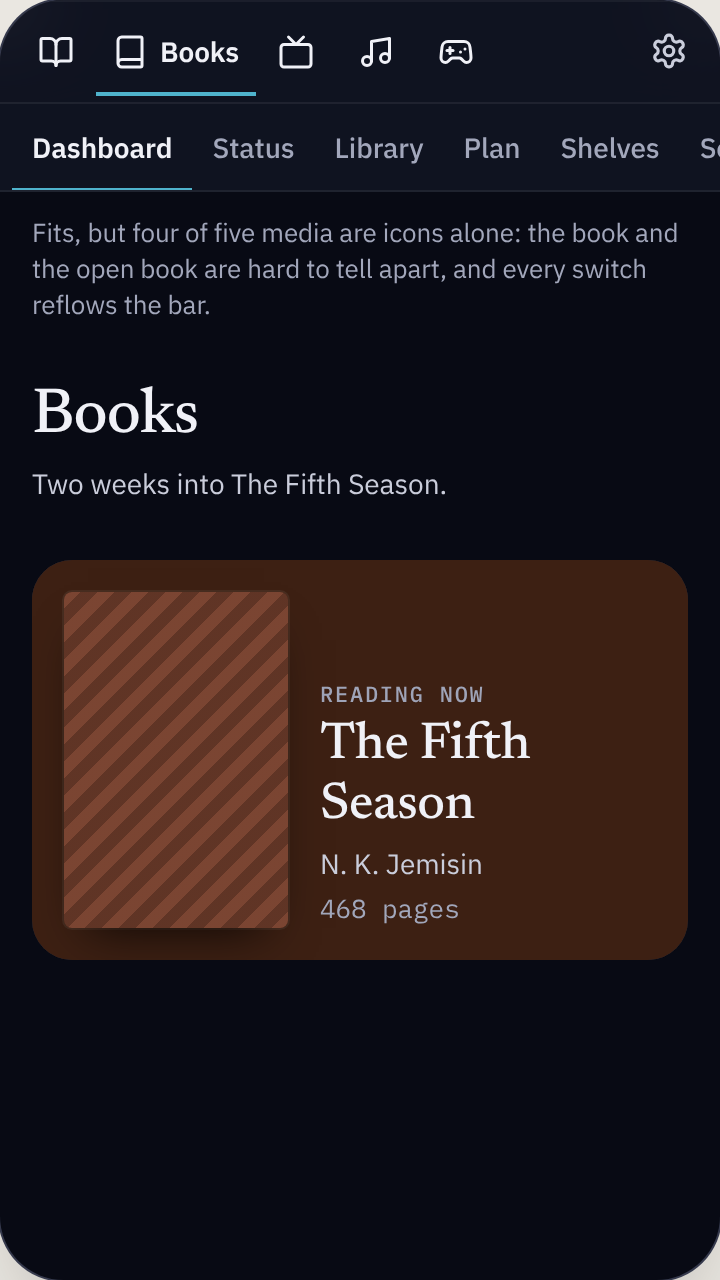 Books
Dashboard Status Library Plan Shelves
Fits, but four of five media are icons alone: the book and
the open book are hard to tell apart, and every switch
reflows the bar.
Books
Two weeks into The Fifth Season.
READING NOW
The Fifth
Season
N. K. Jemisin
468 pages